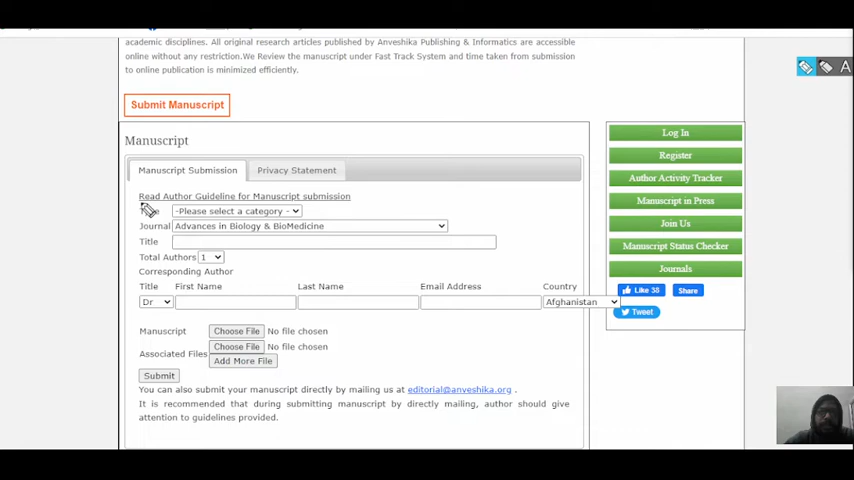 academic disciplines. All original research articles published by Anveshika Publishing & Informatics are accessible
online without any restriction.We Review the manuscript under Fast Track System and time taken from submission
to online publication is minimized efficiently.
A
Submit Manuscript
Manuscript
Manuscript Submission Privacy Statement
Read Author Guideline for Manuscript submission
-Please select a category -
Journal Advances in Biology & BioMedicine
Title
Total Authors 1
Corresponding Author
Title First Name Last Name Email Address Country
Dr Afghanistan
Manuscript Choose File No file chosen
Associated Files Choose File No file chosen
Add More File
Submit
You can also submit your manuscript directly by mailing us at editorial@anveshika.org .
It is recommended that during submitting manuscript by directly mailing, author should give
attention to guidelines provided.
Log In
Register
Author Activity Tracker
Manuscript in Press
Join Us
Manuscript Status Checker
Journals
Like 38 Share
Tweet